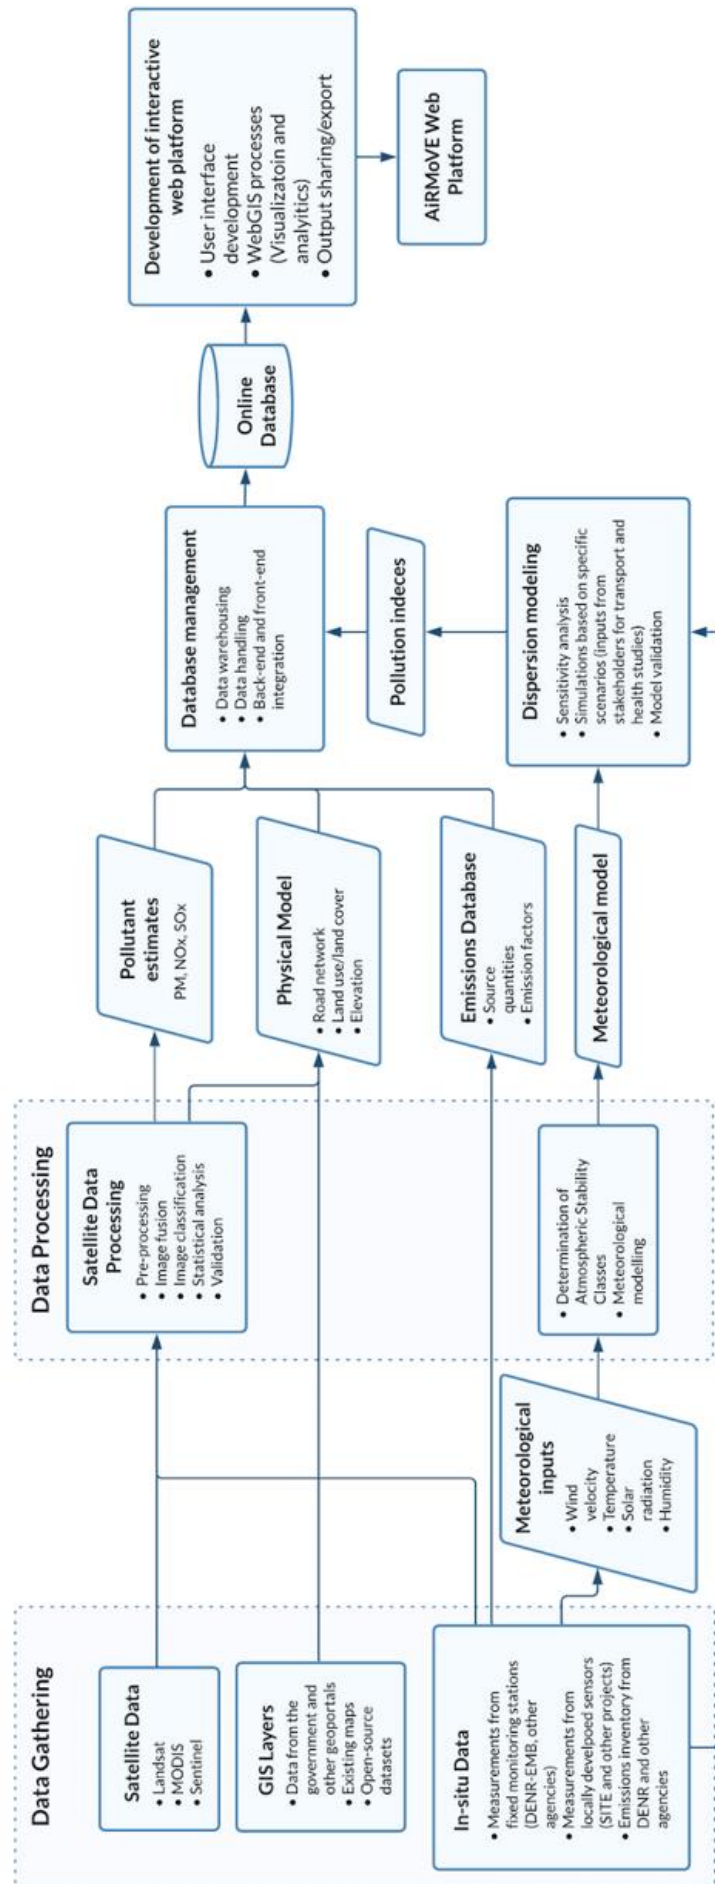 Data Gathering
Satellite Data
• Landsat
• MODIS
• Sentinel
GIS Layers
• Data from the
government and
other geoportals
• Existing maps
• Open-source
datasets
In-situ Data
• Measurements from
fixed monitoring stations
(DENR-EMB, other
agencies)
• Measurements from
locally develpoed sensors
(SITE and other projects)
• Emissions inventory from
DENR and other
agencies
Meteorological
inputs
• Wind
velocity
• Temperature
• Solar
radiation
• Humidity
Data Processing
Satellite Data
Processing
• Pre-processing
• Image fusion
• Image classification
• Statistical analysis
• Validation
• Determination of
Atmospheric Stability
Classes
• Meteorological
modelling
Pollutant
estimates
PM, NOx, SOx
Physical Model
• Road network
• Land use/land cover
• Elevation
Emissions Database
• Source
quantities
• Emission factors
Meteorological model
Database management
• Data warehousing
• Data handling
• Back-end and front-end
integration
Pollution indeces
Dispersion modeling
• Sensitivity analysis
• Simulations based on specific
scenarios (inputs from
stakeholders for transport and
health studies)
• Model validation
Online
Database
Development of interactive
web platform
• User interface
development
• WebGIS processes
(Visualizatoin and
analyitics)
• Output sharing/export
AiRMoVE Web
Platform